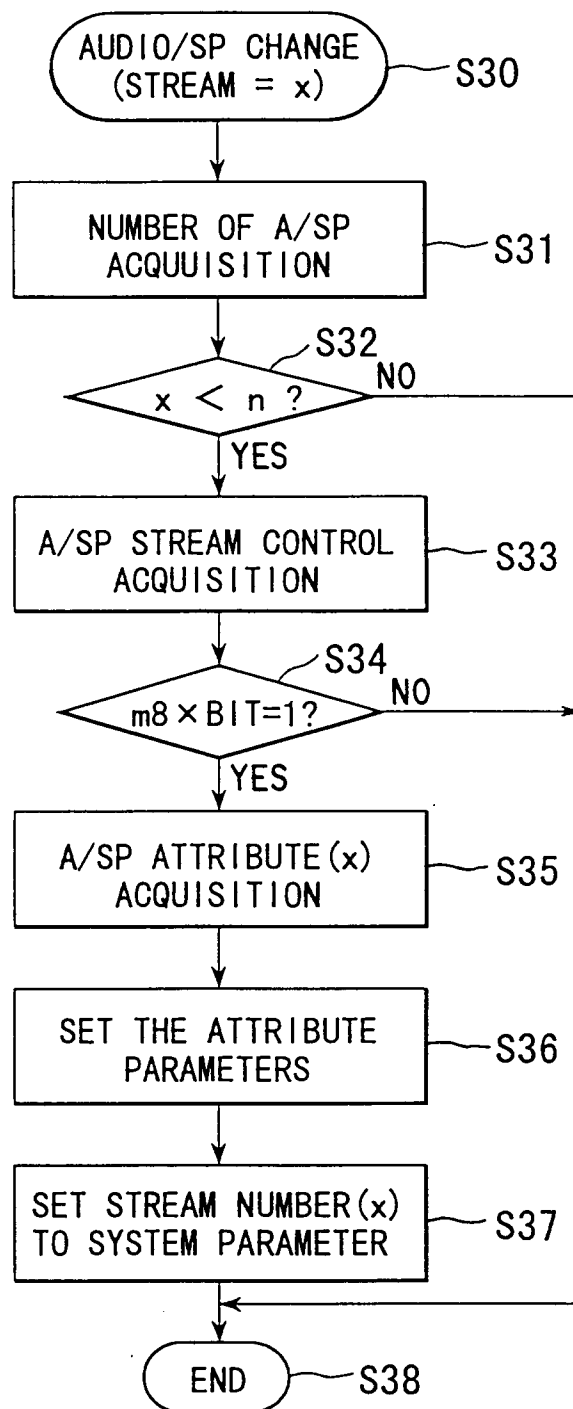 AUDIO/SP CHANGE
(STREAM = x)
S30
NUMBER OF A/SP
ACQUUISITION
S31
S32
x < n ?
NO
YES
A/SP STREAM CONTROL
ACQUISITION
S33
S34
m8×BIT=1?
NO
YES
A/SP ATTRIBUTE(x)
ACQUISITION
S35
SET THE ATTRIBUTE
PARAMETERS
S36
SET STREAM NUMBER(x)
TO SYSTEM PARAMETER
S37
END
S38